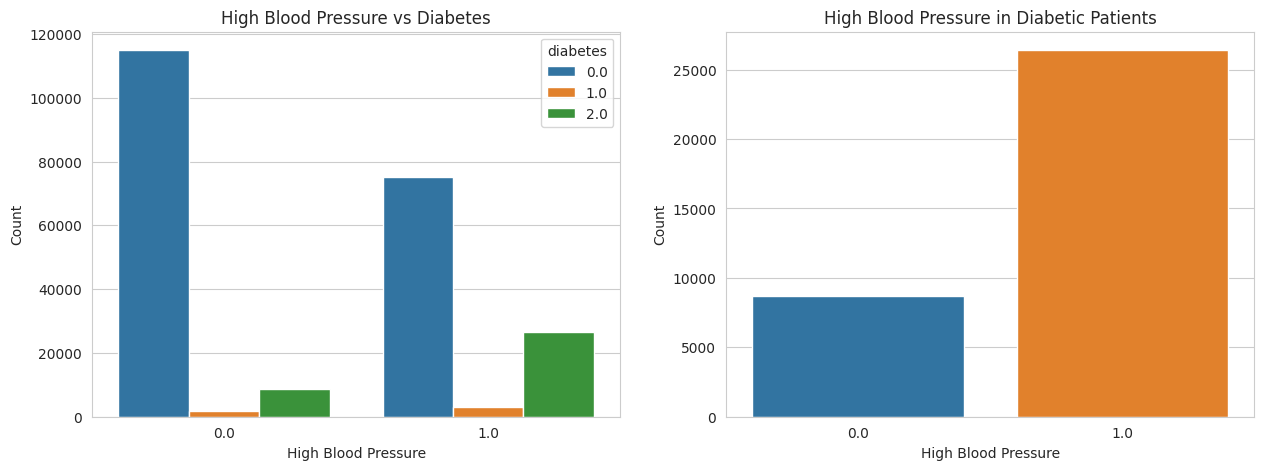 High Blood Pressure vs Diabetes
120000
100000
80000
60000
40000
20000
0
Count
diabetes
0.0
1.0
2.0
0.0 1.0
High Blood Pressure
High Blood Pressure in Diabetic Patients
25000
20000
15000
10000
5000
0
Count
0.0 1.0
High Blood Pressure